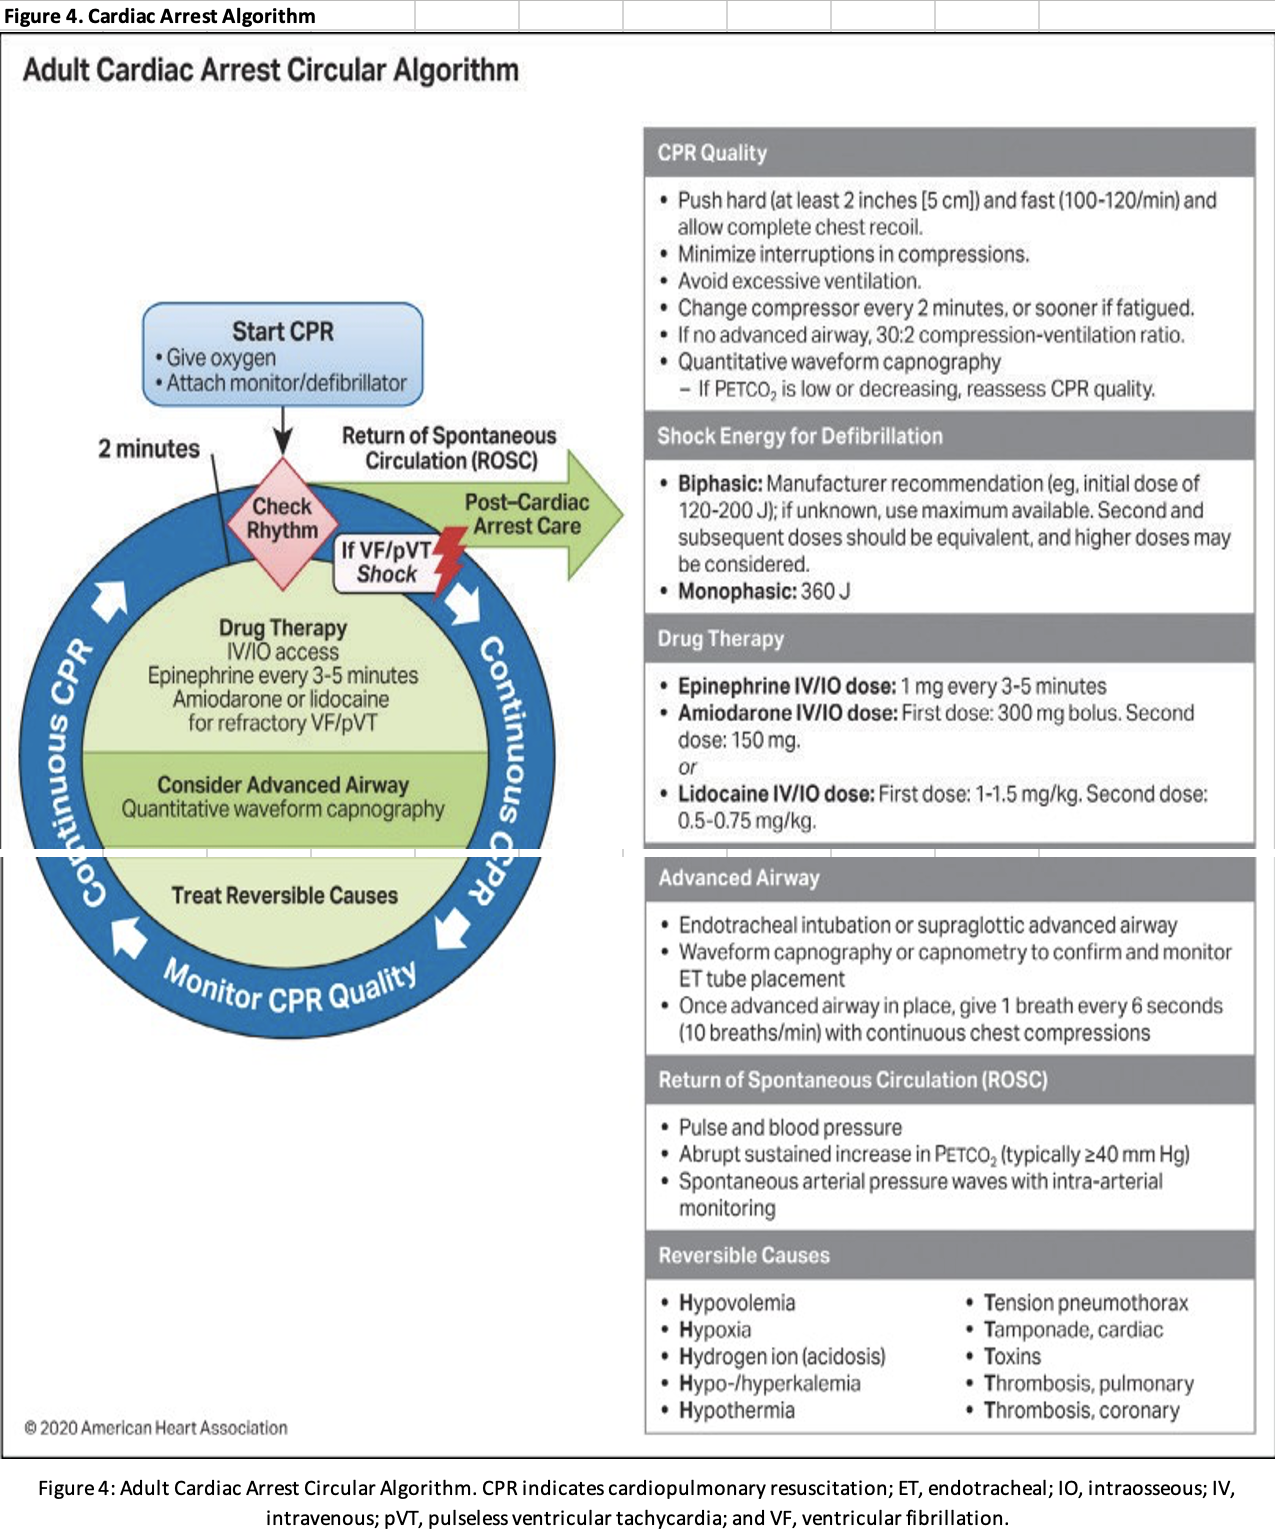 Figure 4. Cardiac Arrest Algorithm
Adult Cardiac Arrest Circular Algorithm
Start CPR
• Give oxygen
• Attach monitor/defibrillator
2 minutes
Return of Spontaneous
Circulation (ROSC)
Check
Rhythm
Post–Cardiac
Arrest Care
If VF/pVT
Shock
Drug Therapy
IV/IO access
Epinephrine every 3-5 minutes
Amiodarone or lidocaine
for refractory VF/pVT
Consider Advanced Airway
Quantitative waveform capnography
Treat Reversible Causes
Continuous CPR
Continuous CPR
Monitor CPR Quality
CPR Quality
• Push hard (at least 2 inches [5 cm]) and fast (100-120/min) and
allow complete chest recoil.
• Minimize interruptions in compressions.
• Avoid excessive ventilation.
• Change compressor every 2 minutes, or sooner if fatigued.
• If no advanced airway, 30:2 compression-ventilation ratio.
• Quantitative waveform capnography
– If PETCO₂ is low or decreasing, reassess CPR quality.
Shock Energy for Defibrillation
• Biphasic: Manufacturer recommendation (eg, initial dose of
120-200 J); if unknown, use maximum available. Second and
subsequent doses should be equivalent, and higher doses may
be considered.
• Monophasic: 360 J
Drug Therapy
• Epinephrine IV/IO dose: 1 mg every 3-5 minutes
• Amiodarone IV/IO dose: First dose: 300 mg bolus. Second
dose: 150 mg.
or
• Lidocaine IV/IO dose: First dose: 1-1.5 mg/kg. Second dose:
0.5-0.75 mg/kg.
Advanced Airway
• Endotracheal intubation or supraglottic advanced airway
• Waveform capnography or capnometry to confirm and monitor
ET tube placement
• Once advanced airway in place, give 1 breath every 6 seconds
(10 breaths/min) with continuous chest compressions
Return of Spontaneous Circulation (ROSC)
• Pulse and blood pressure
• Abrupt sustained increase in PETCO₂ (typically ≥40 mm Hg)
• Spontaneous arterial pressure waves with intra-arterial
monitoring
Reversible Causes
• Hypovolemia
• Hypoxia
• Hydrogen ion (acidosis)
• Hypo-/hyperkalemia
• Hypothermia
• Tension pneumothorax
• Tamponade, cardiac
• Toxins
• Thrombosis, pulmonary
• Thrombosis, coronary
© 2020 American Heart Association
Figure 4: Adult Cardiac Arrest Circular Algorithm. CPR indicates cardiopulmonary resuscitation; ET, endotracheal; IO, intraosseous; IV,
intravenous; pVT, pulseless ventricular tachycardia; and VF, ventricular fibrillation.